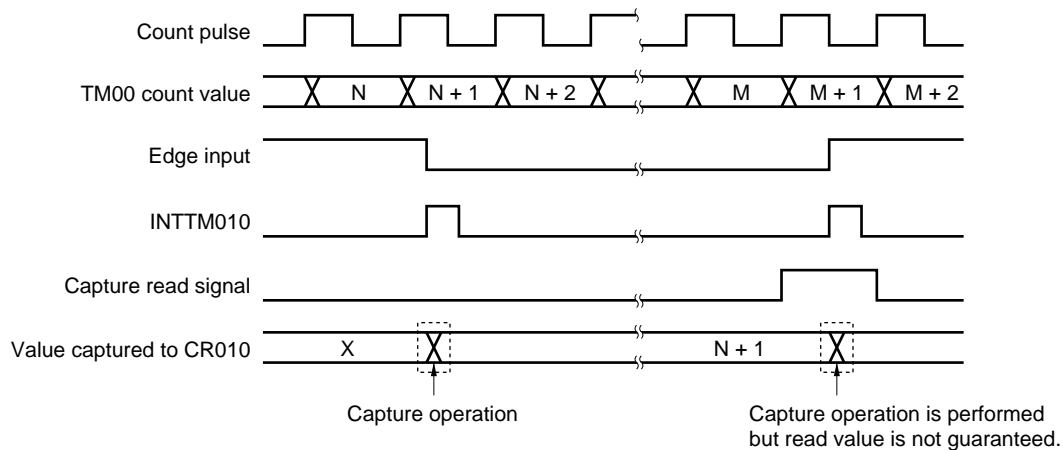 Count pulse
TM00 count value
N
N + 1
N + 2
M
M + 1
M + 2
Edge input
INTTM010
Capture read signal
Value captured to CR010
X
N + 1
Capture operation
Capture operation is performed
but read value is not guaranteed.